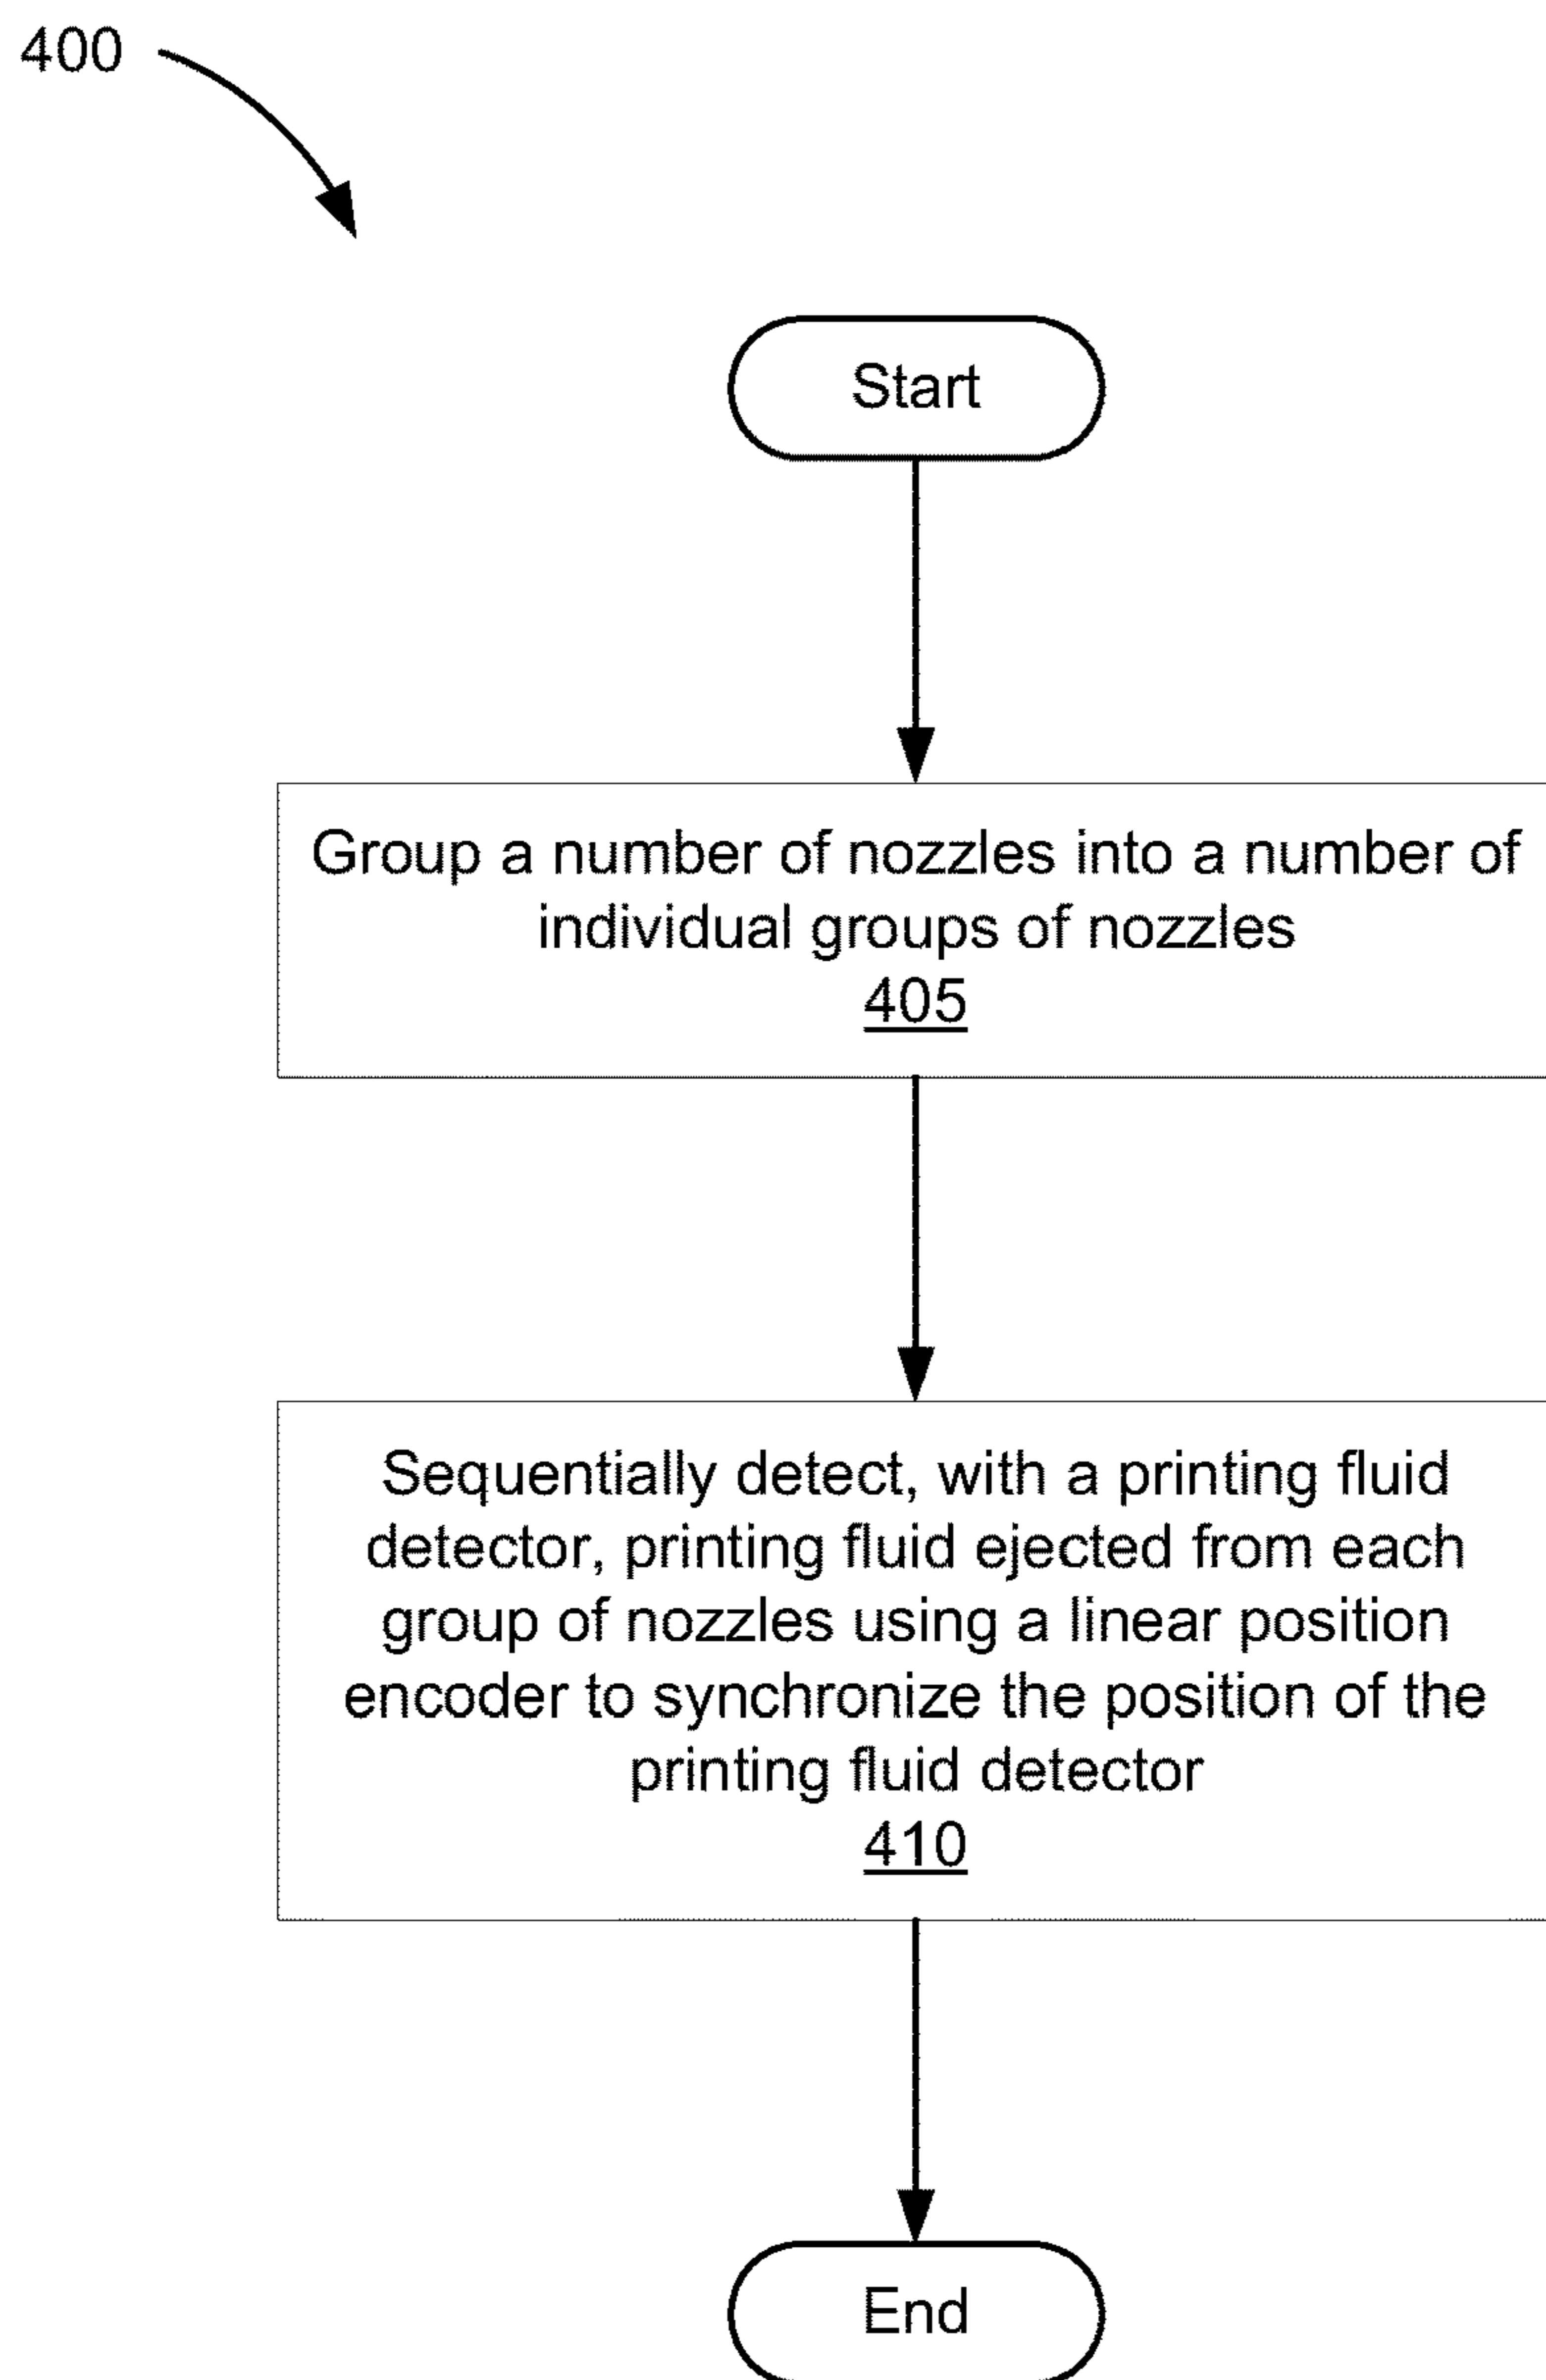 400
Start
Group a number of nozzles into a number of
individual groups of nozzles
405
Sequentially detect, with a printing fluid
detector, printing fluid ejected from each
group of nozzles using a linear position
encoder to synchronize the position of the
printing fluid detector
410
End